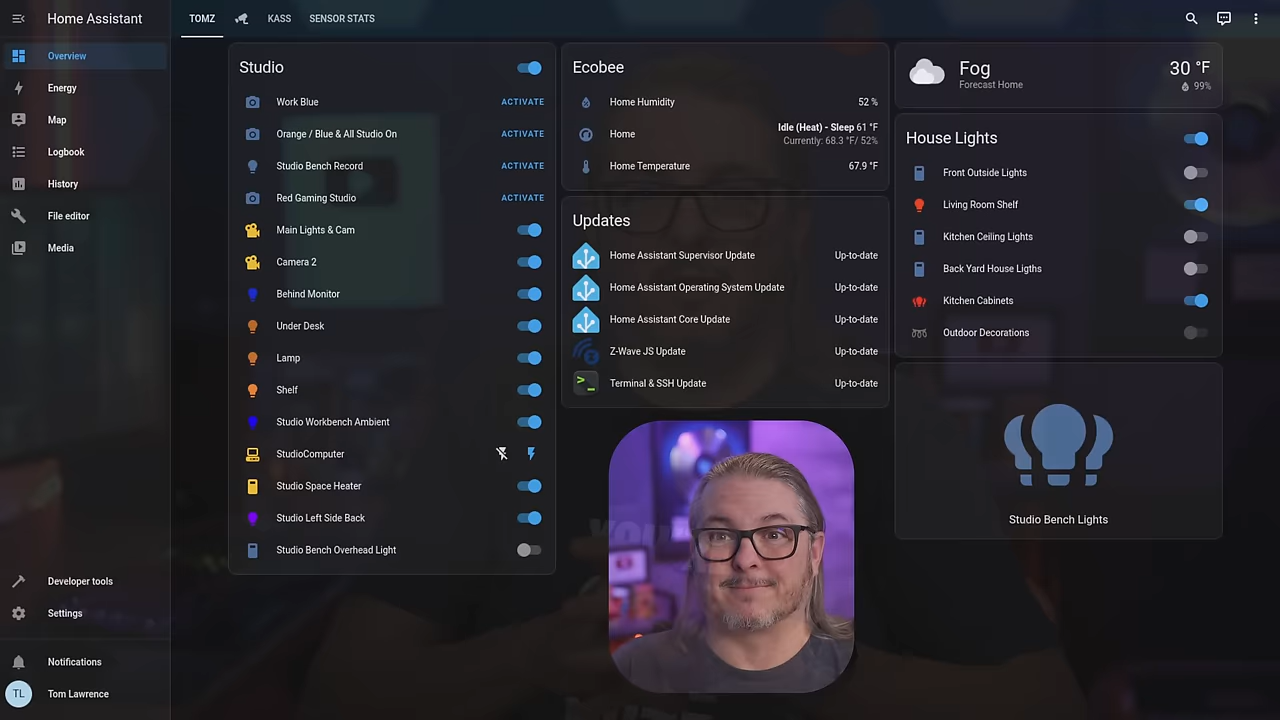 Home Assistant
TOMZ
KASS
SENSOR STATS
Overview
Energy
Map
Logbook
History
File editor
Media
Developer tools
Settings
Notifications
TL
Tom Lawrence
Studio
Work Blue
ACTIVATE
Orange / Blue & All Studio On
ACTIVATE
Studio Bench Record
ACTIVATE
Red Gaming Studio
ACTIVATE
Main Lights & Cam
Camera 2
Behind Monitor
Under Desk
Lamp
Shelf
Studio Workbench Ambient
StudioComputer
Studio Space Heater
Studio Left Side Back
Studio Bench Overhead Light
Ecobee
Home Humidity
52 %
Home
Idle (Heat) - Sleep 61 °F
Currently: 68.3 °F/ 52%
Home Temperature
67.9 °F
Updates
Home Assistant Supervisor Update
Up-to-date
Home Assistant Operating System Update
Up-to-date
Home Assistant Core Update
Up-to-date
Z-Wave JS Update
Up-to-date
Terminal & SSH Update
Up-to-date
Fog
Forecast Home
30 °F
99%
House Lights
Front Outside Lights
Living Room Shelf
Kitchen Ceiling Lights
Back Yard House Ligths
Kitchen Cabinets
Outdoor Decorations
Studio Bench Lights